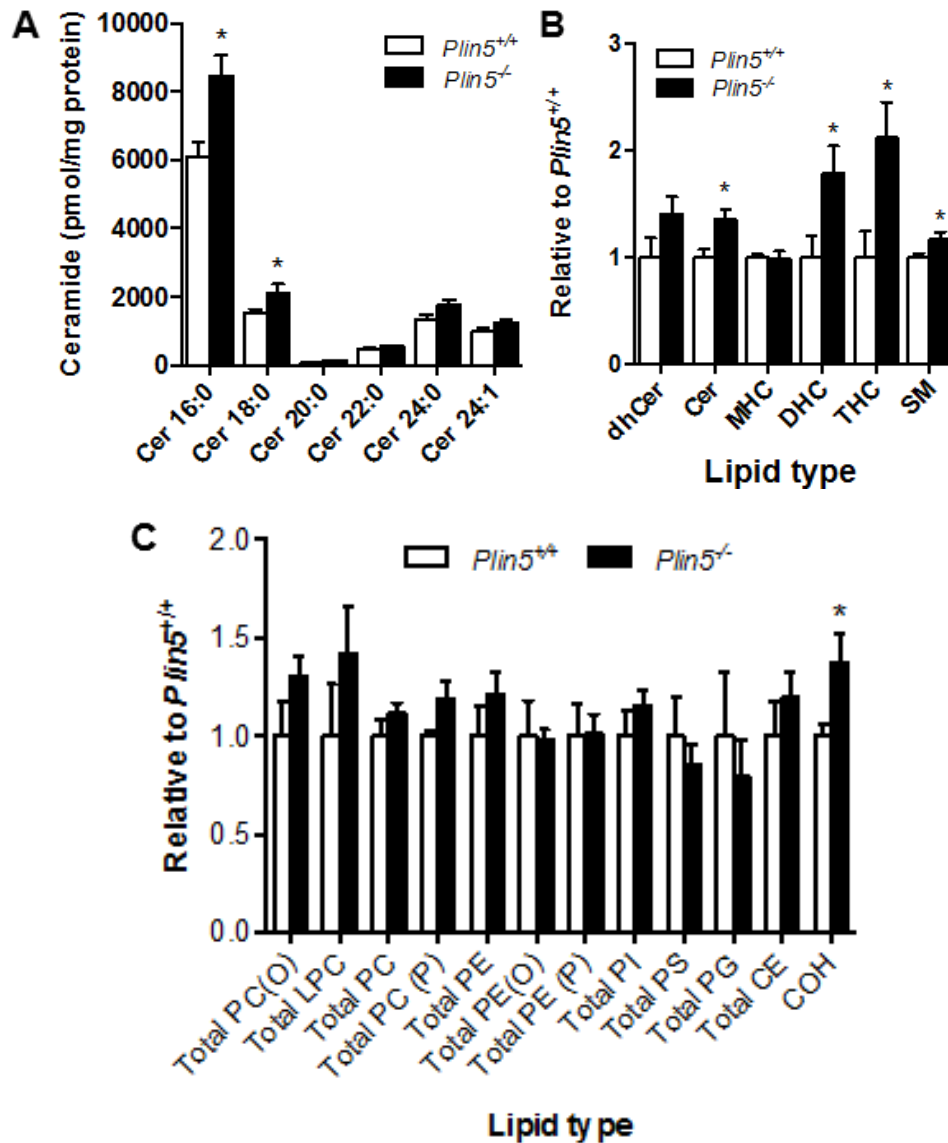 A
Ceramide (pmol/mg protein)
10000
8000
6000
4000
2000
0
Plin5+/+
Plin5-/-
*
*
Cer 16:0
Cer 18:0
Cer 20:0
Cer 22:0
Cer 24:0
Cer 24:1
B
Relative to Plin5+/+
3
2
1
0
Plin5+/+
Plin5-/-
*
*
*
*
dhCer
Cer
MHC
DHC
THC
SM
Lipid type
C
Relative to Plin5+/+
2.0
1.5
1.0
0.5
0.0
Plin5+/+
Plin5-/-
*
Total PC(O)
Total LPC
Total PC
Total PC (P)
Total PE
Total PE(O)
Total PE (P)
Total PI
Total PS
Total PG
Total CE
COH
Lipid type